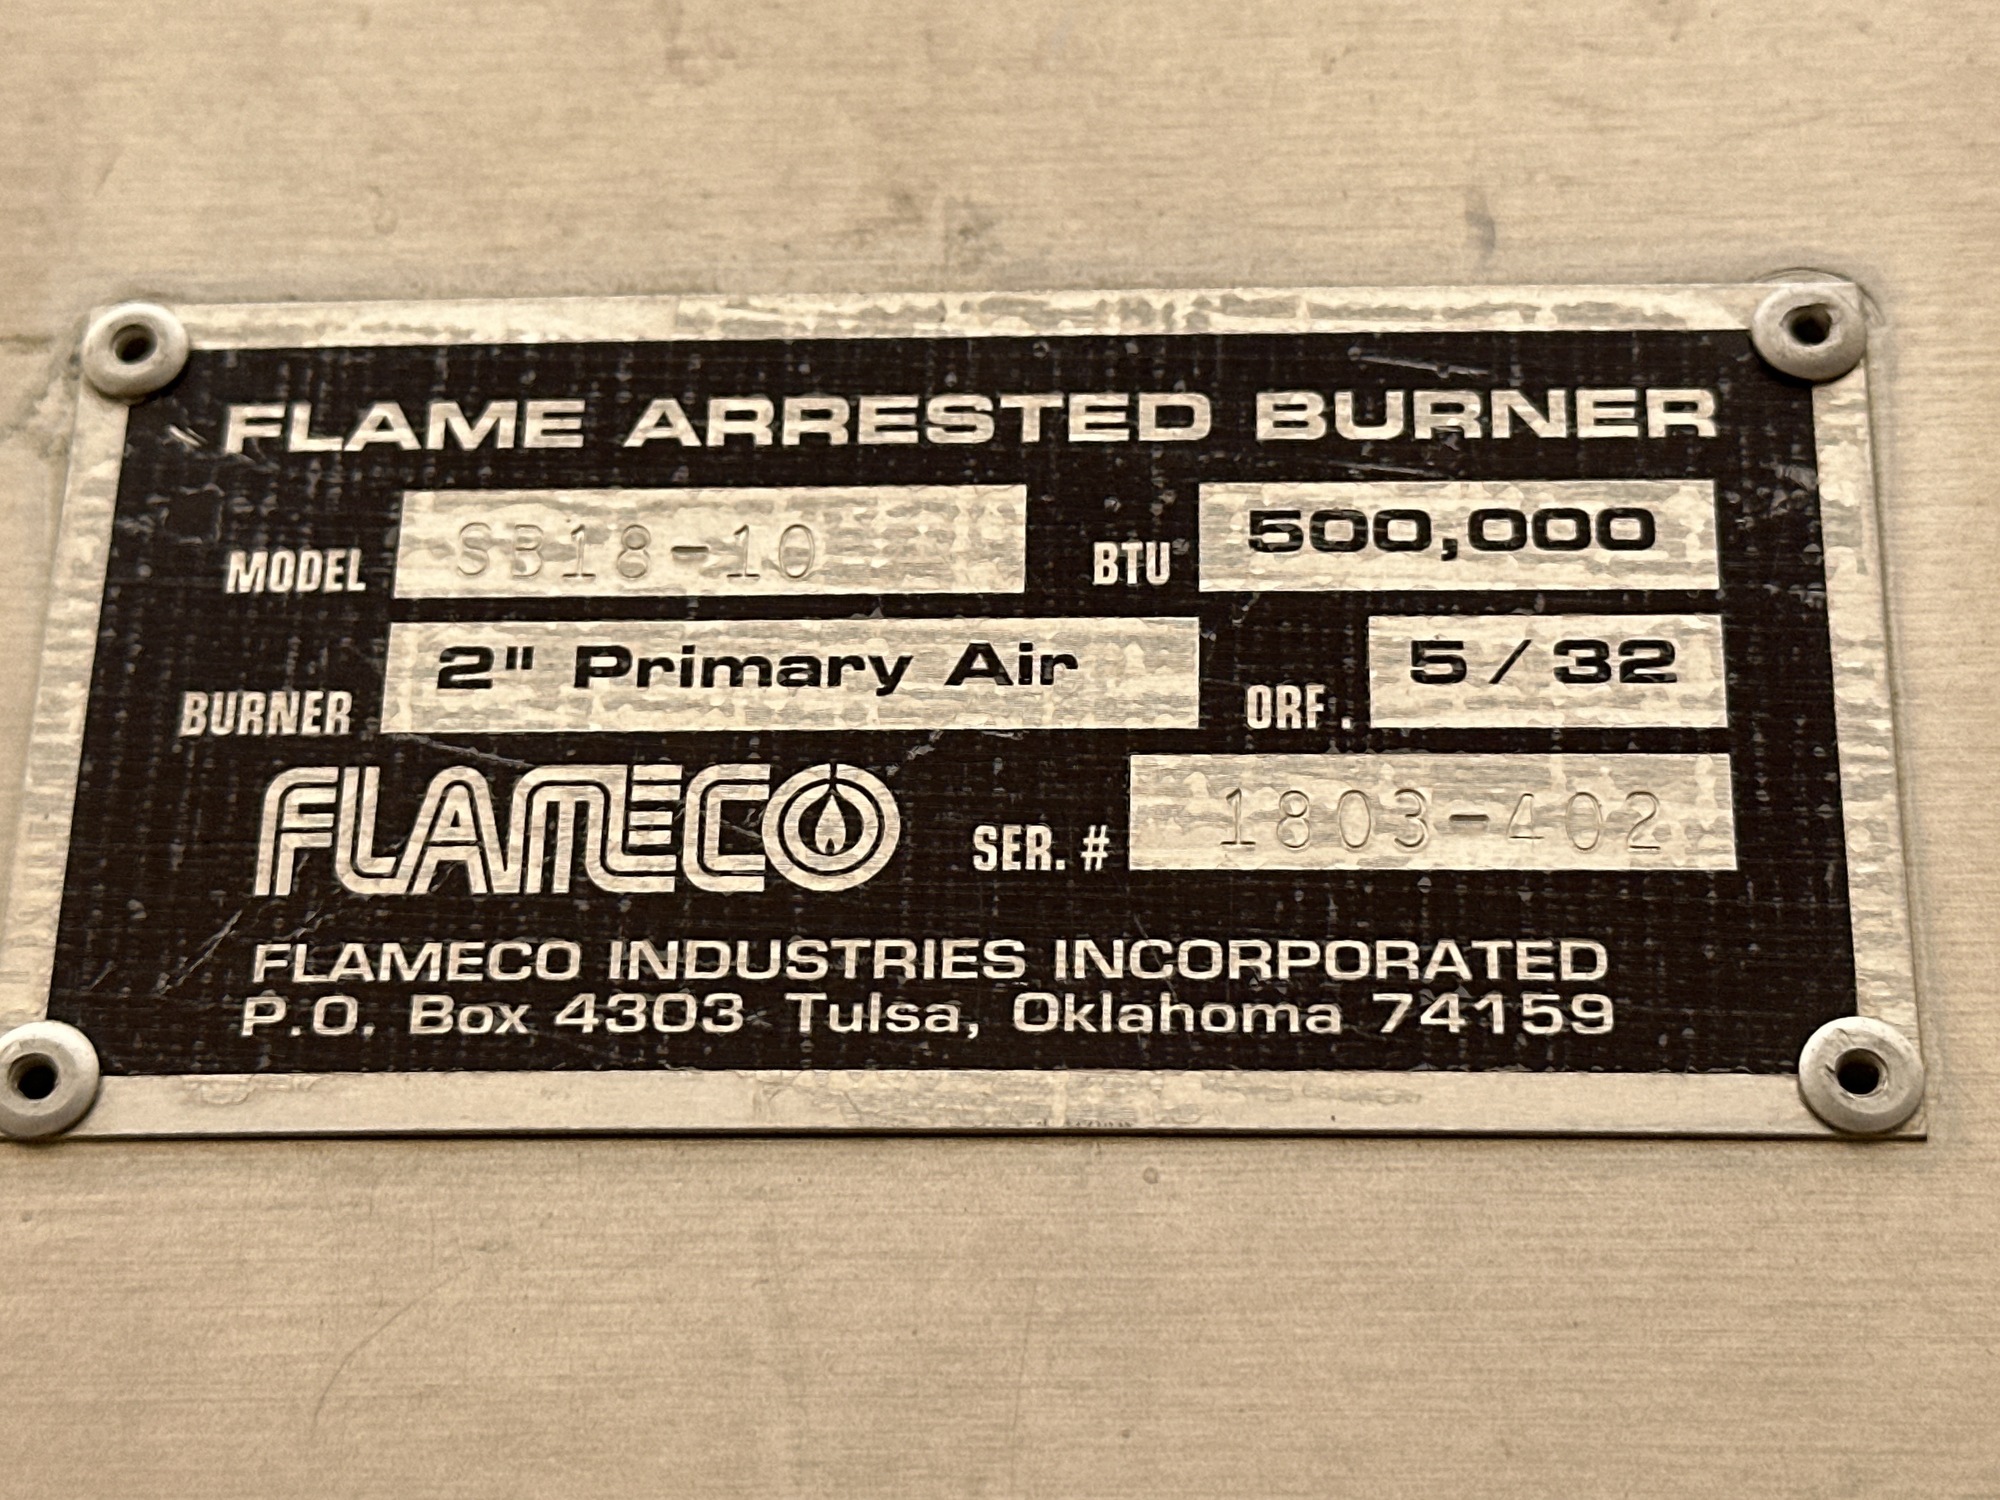 FLAME ARRESTED BURNER
MODEL SB18-10 BTU 500,000
BURNER 2" Primary Air ORF. 5/32
FLAMECO SER. # 1803-402
FLAMECO INDUSTRIES INCORPORATED
P.O. Box 4303 Tulsa, Oklahoma 74159